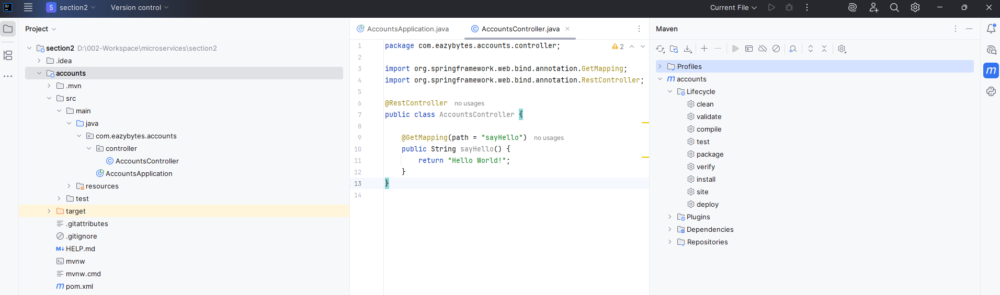 S section2 Version control Current File
Project
section2 D:\002-Workspace\microservices\section2
.idea
accounts
.mvn
src
main
java
com.eazybytes.accounts
controller
AccountsController
AccountsApplication
resources
test
target
.gitattributes
.gitignore
HELP.md
mvnw
mvnw.cmd
pom.xml
AccountsApplication.java AccountsController.java
2
1 package com.eazybytes.accounts.controller;
2
3 import org.springframework.web.bind.annotation.GetMapping;
4 import org.springframework.web.bind.annotation.RestController;
5
6 @RestController no usages
7 public class AccountsController {
8
9 @GetMapping(path = "sayHello") no usages
10 public String sayHello() {
11 return "Hello World!";
12 }
13 }
14
Maven
Profiles
accounts
Lifecycle
clean
validate
compile
test
package
verify
install
site
deploy
Plugins
Dependencies
Repositories